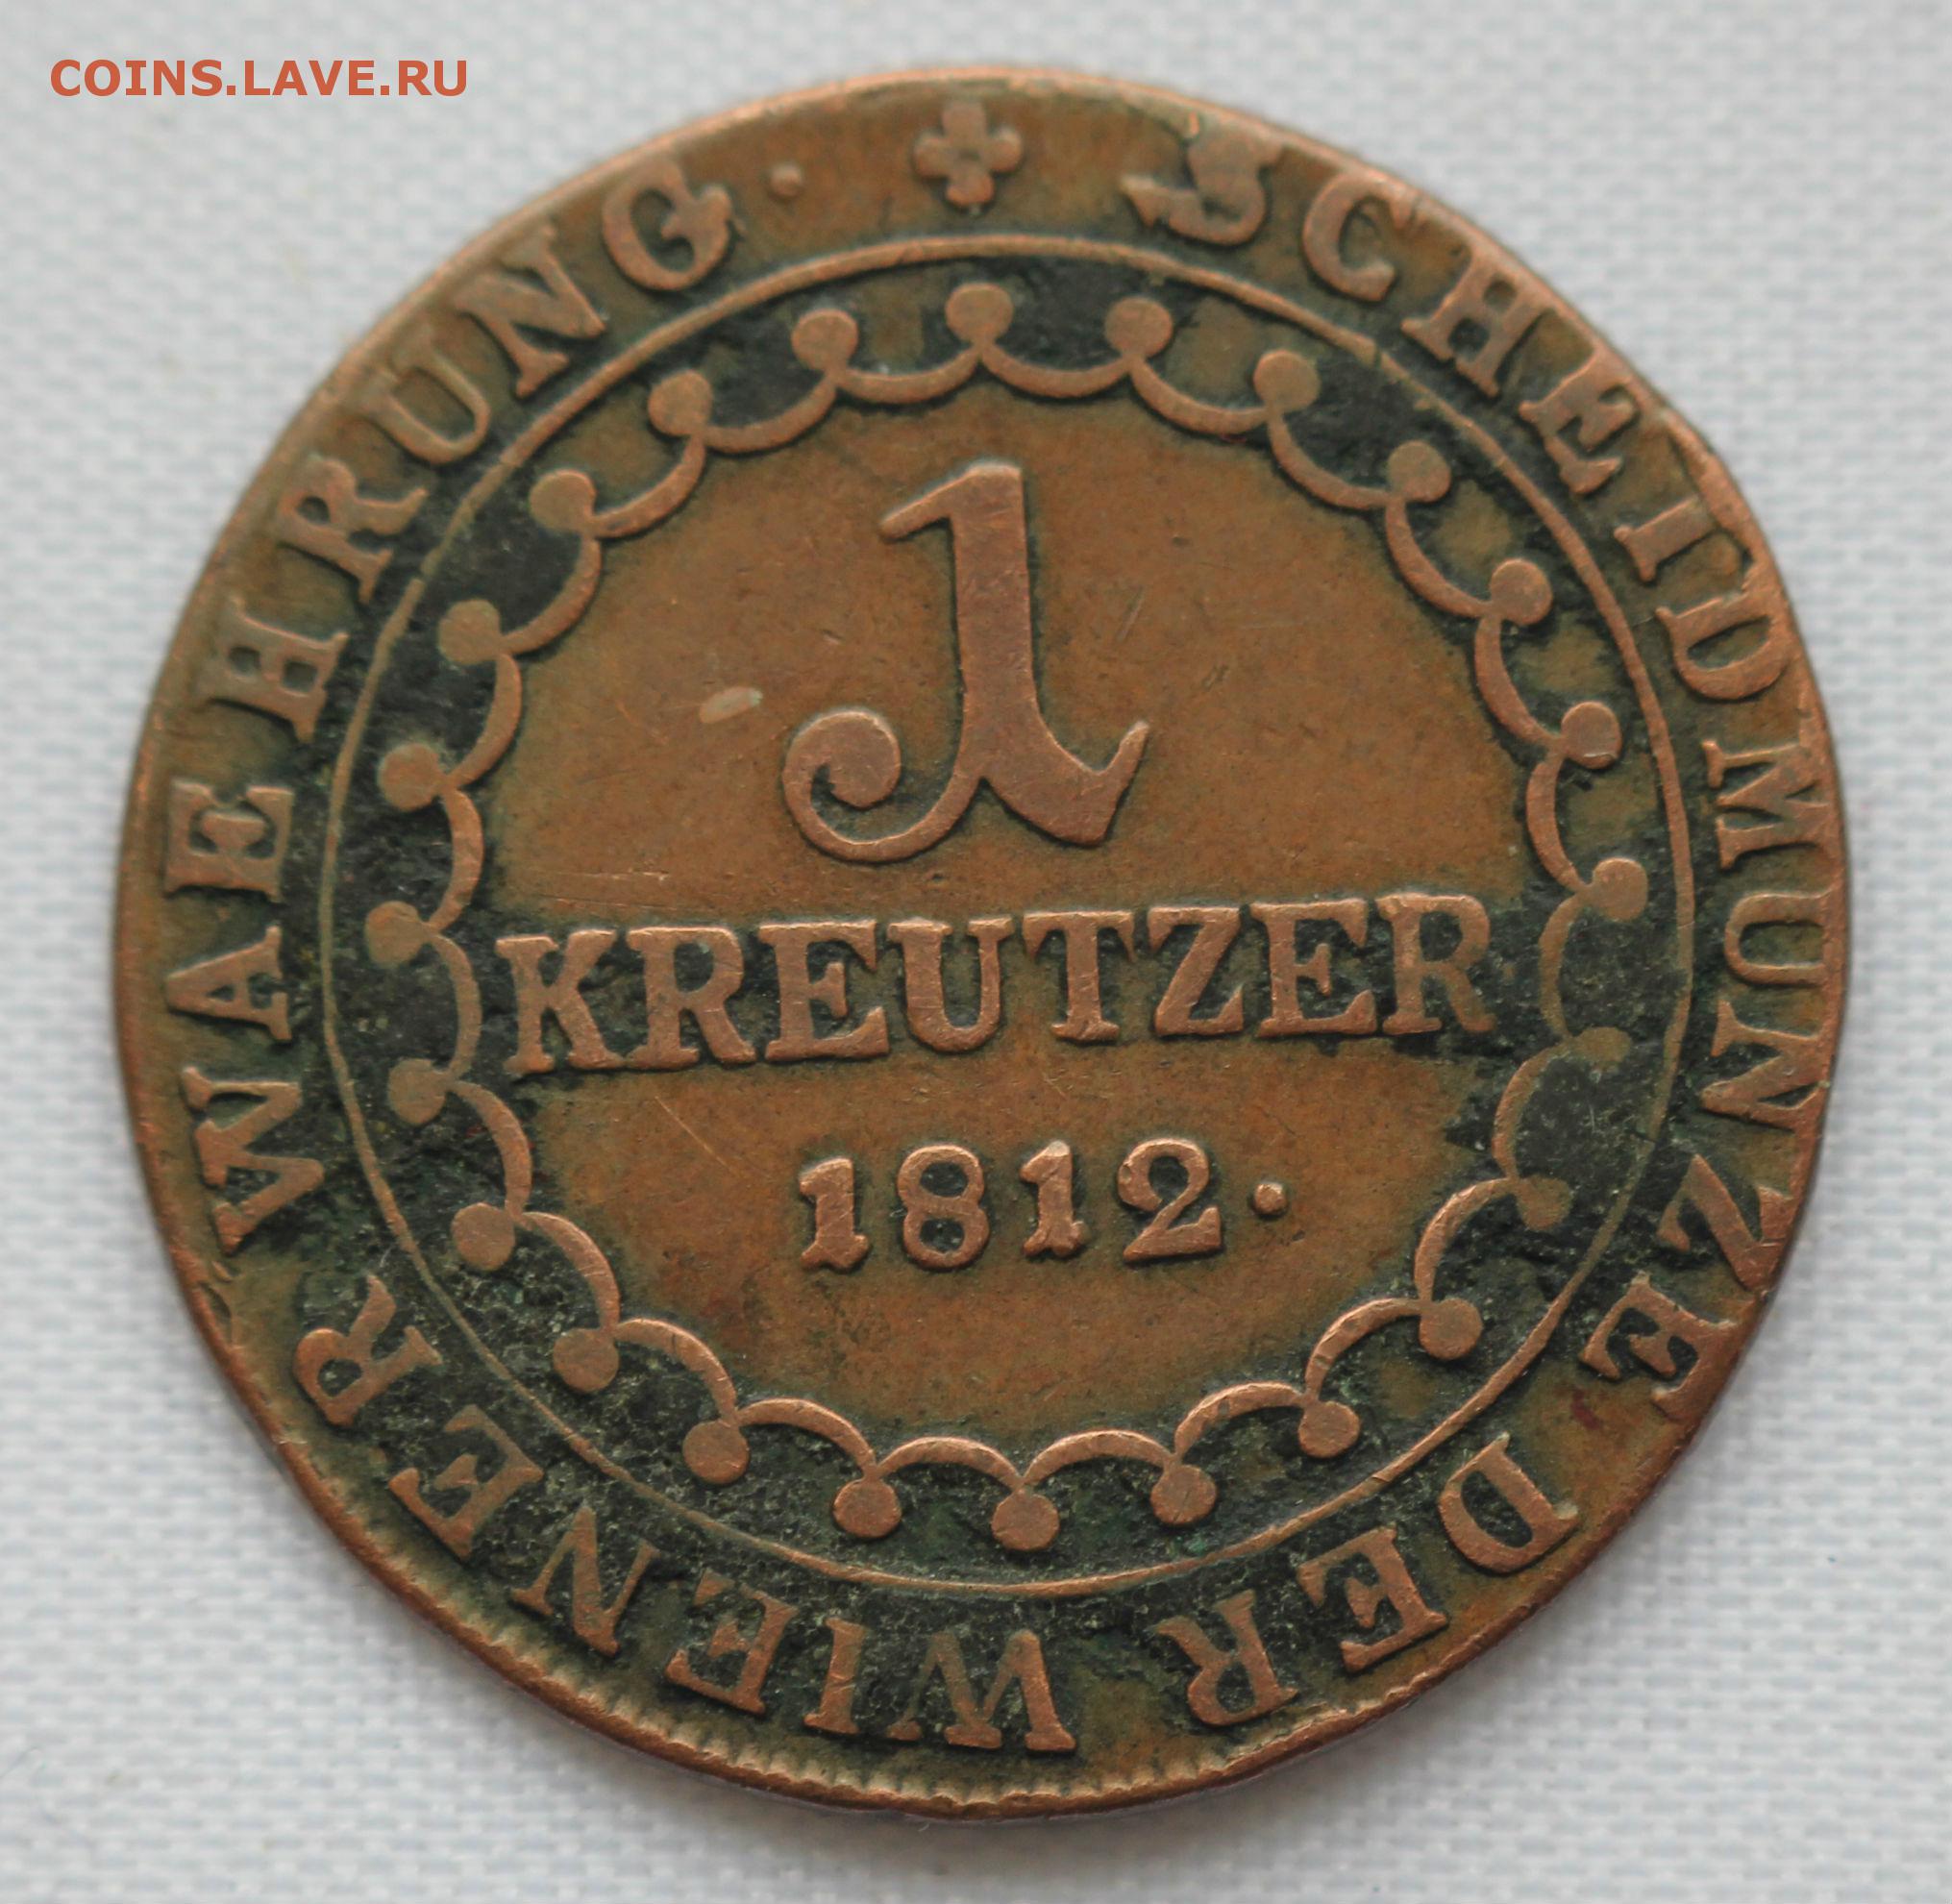 COINS.LAVE.RU
SCHEIDMUNZE DER WIENER WAEHRUNG ·
1
KREUTZER
1812 ·